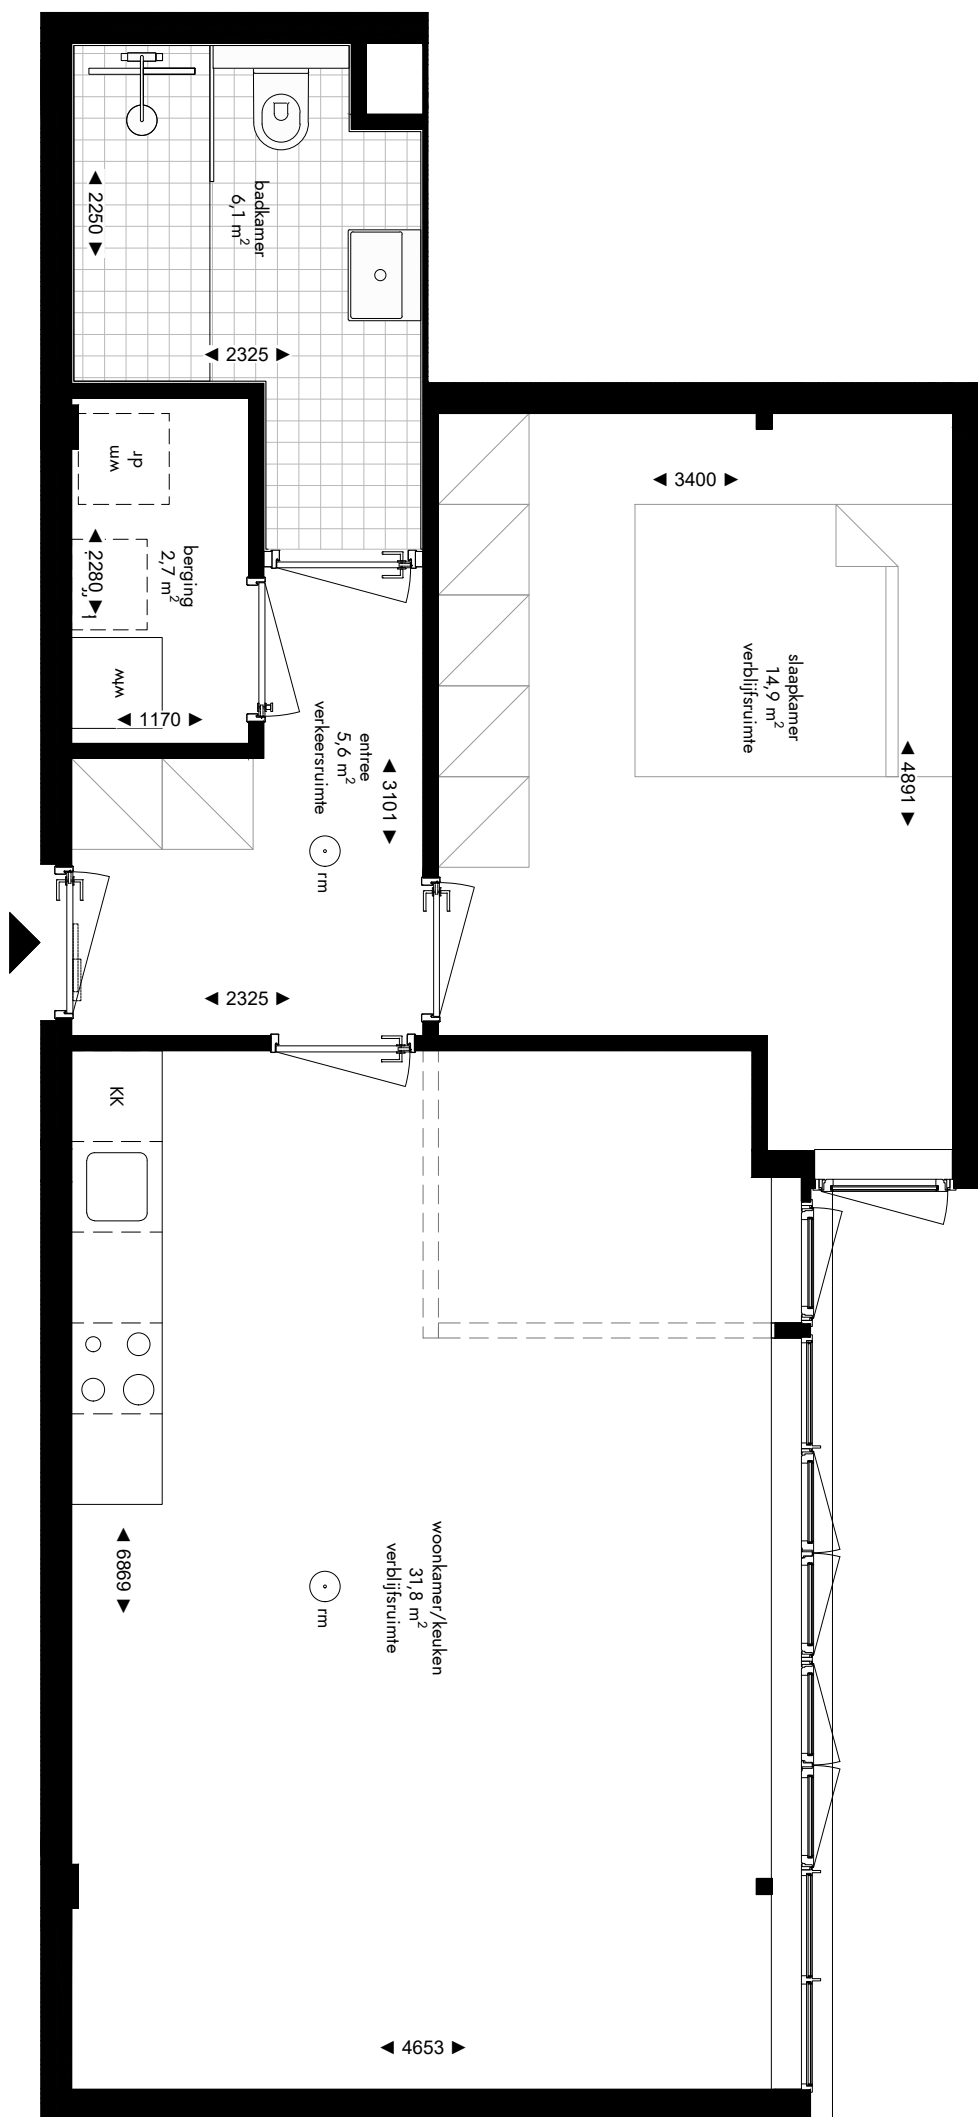 badkamer
6,1 m²
2250
2325
dr
wm
berging
2,7 m²
2280
wtw
1170
3400
slaapkamer
14,9 m²
verblijfsruimte
4891
entree
5,6 m²
verkeersruimte
3101
rm
2325
KK
woonkamer/keuken
31,8 m²
verblijfsruimte
rm
6869
4653